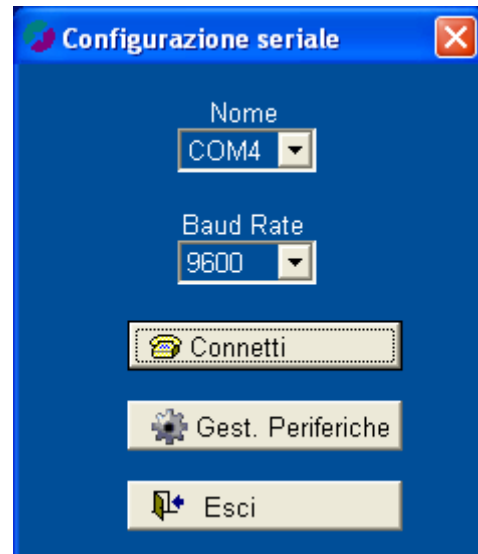 Configurazione seriale
Nome
COM4
Baud Rate
9600
Connetti
Gest. Periferiche
Esci